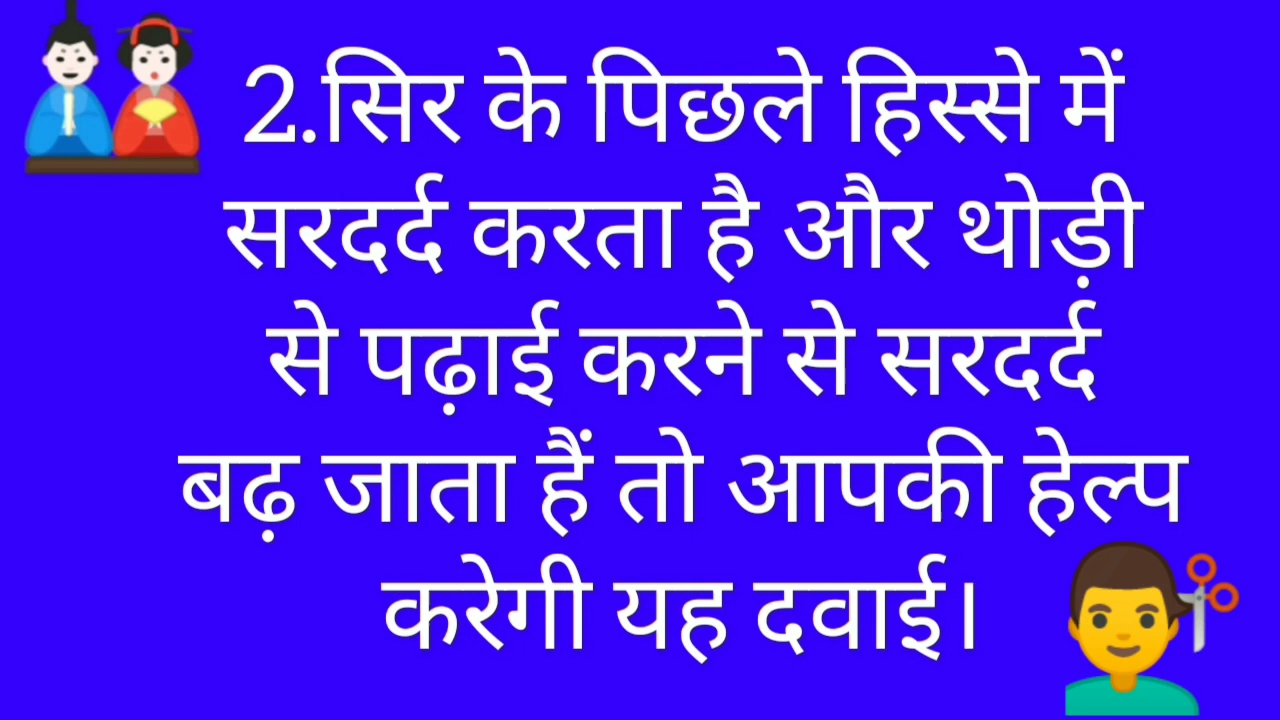 2.सिर के पिछले हिस्से में
सरदर्द करता है और थोड़ी
से पढ़ाई करने से सरदर्द
बढ़ जाता हैं तो आपकी हेल्प
करेगी यह दवाई।